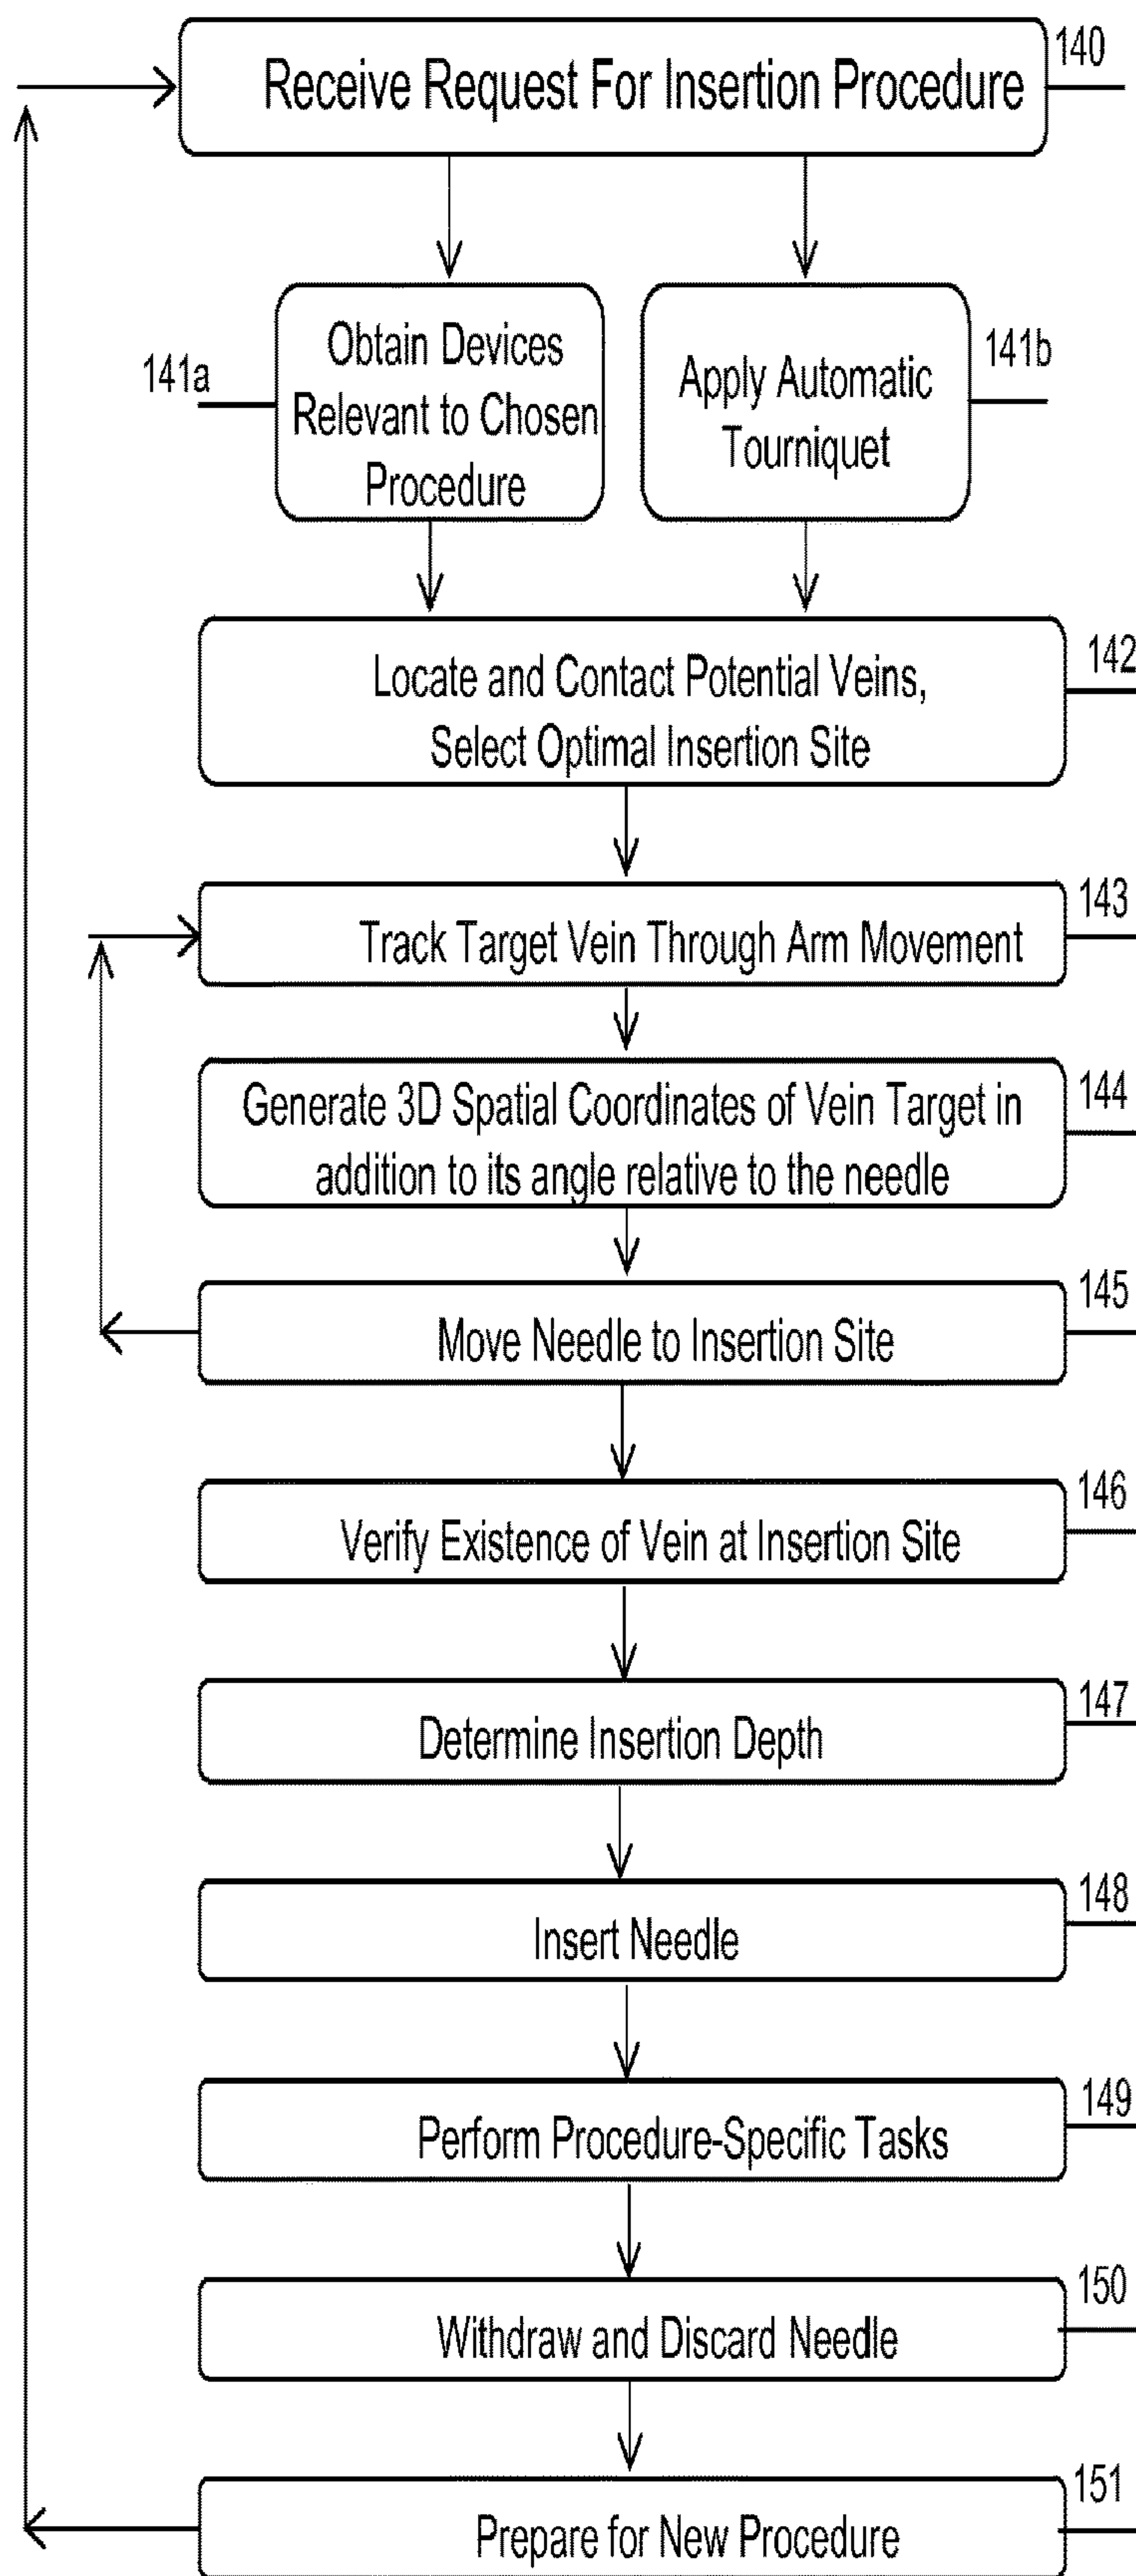 Receive Request For Insertion Procedure
140
Obtain Devices
Relevant to Chosen
Procedure
141a
Apply Automatic
Tourniquet
141b
Locate and Contact Potential Veins,
Select Optimal Insertion Site
142
Track Target Vein Through Arm Movement
143
Generate 3D Spatial Coordinates of Vein Target in
addition to its angle relative to the needle
144
Move Needle to Insertion Site
145
Verify Existence of Vein at Insertion Site
146
Determine Insertion Depth
147
Insert Needle
148
Perform Procedure-Specific Tasks
149
Withdraw and Discard Needle
150
Prepare for New Procedure
151